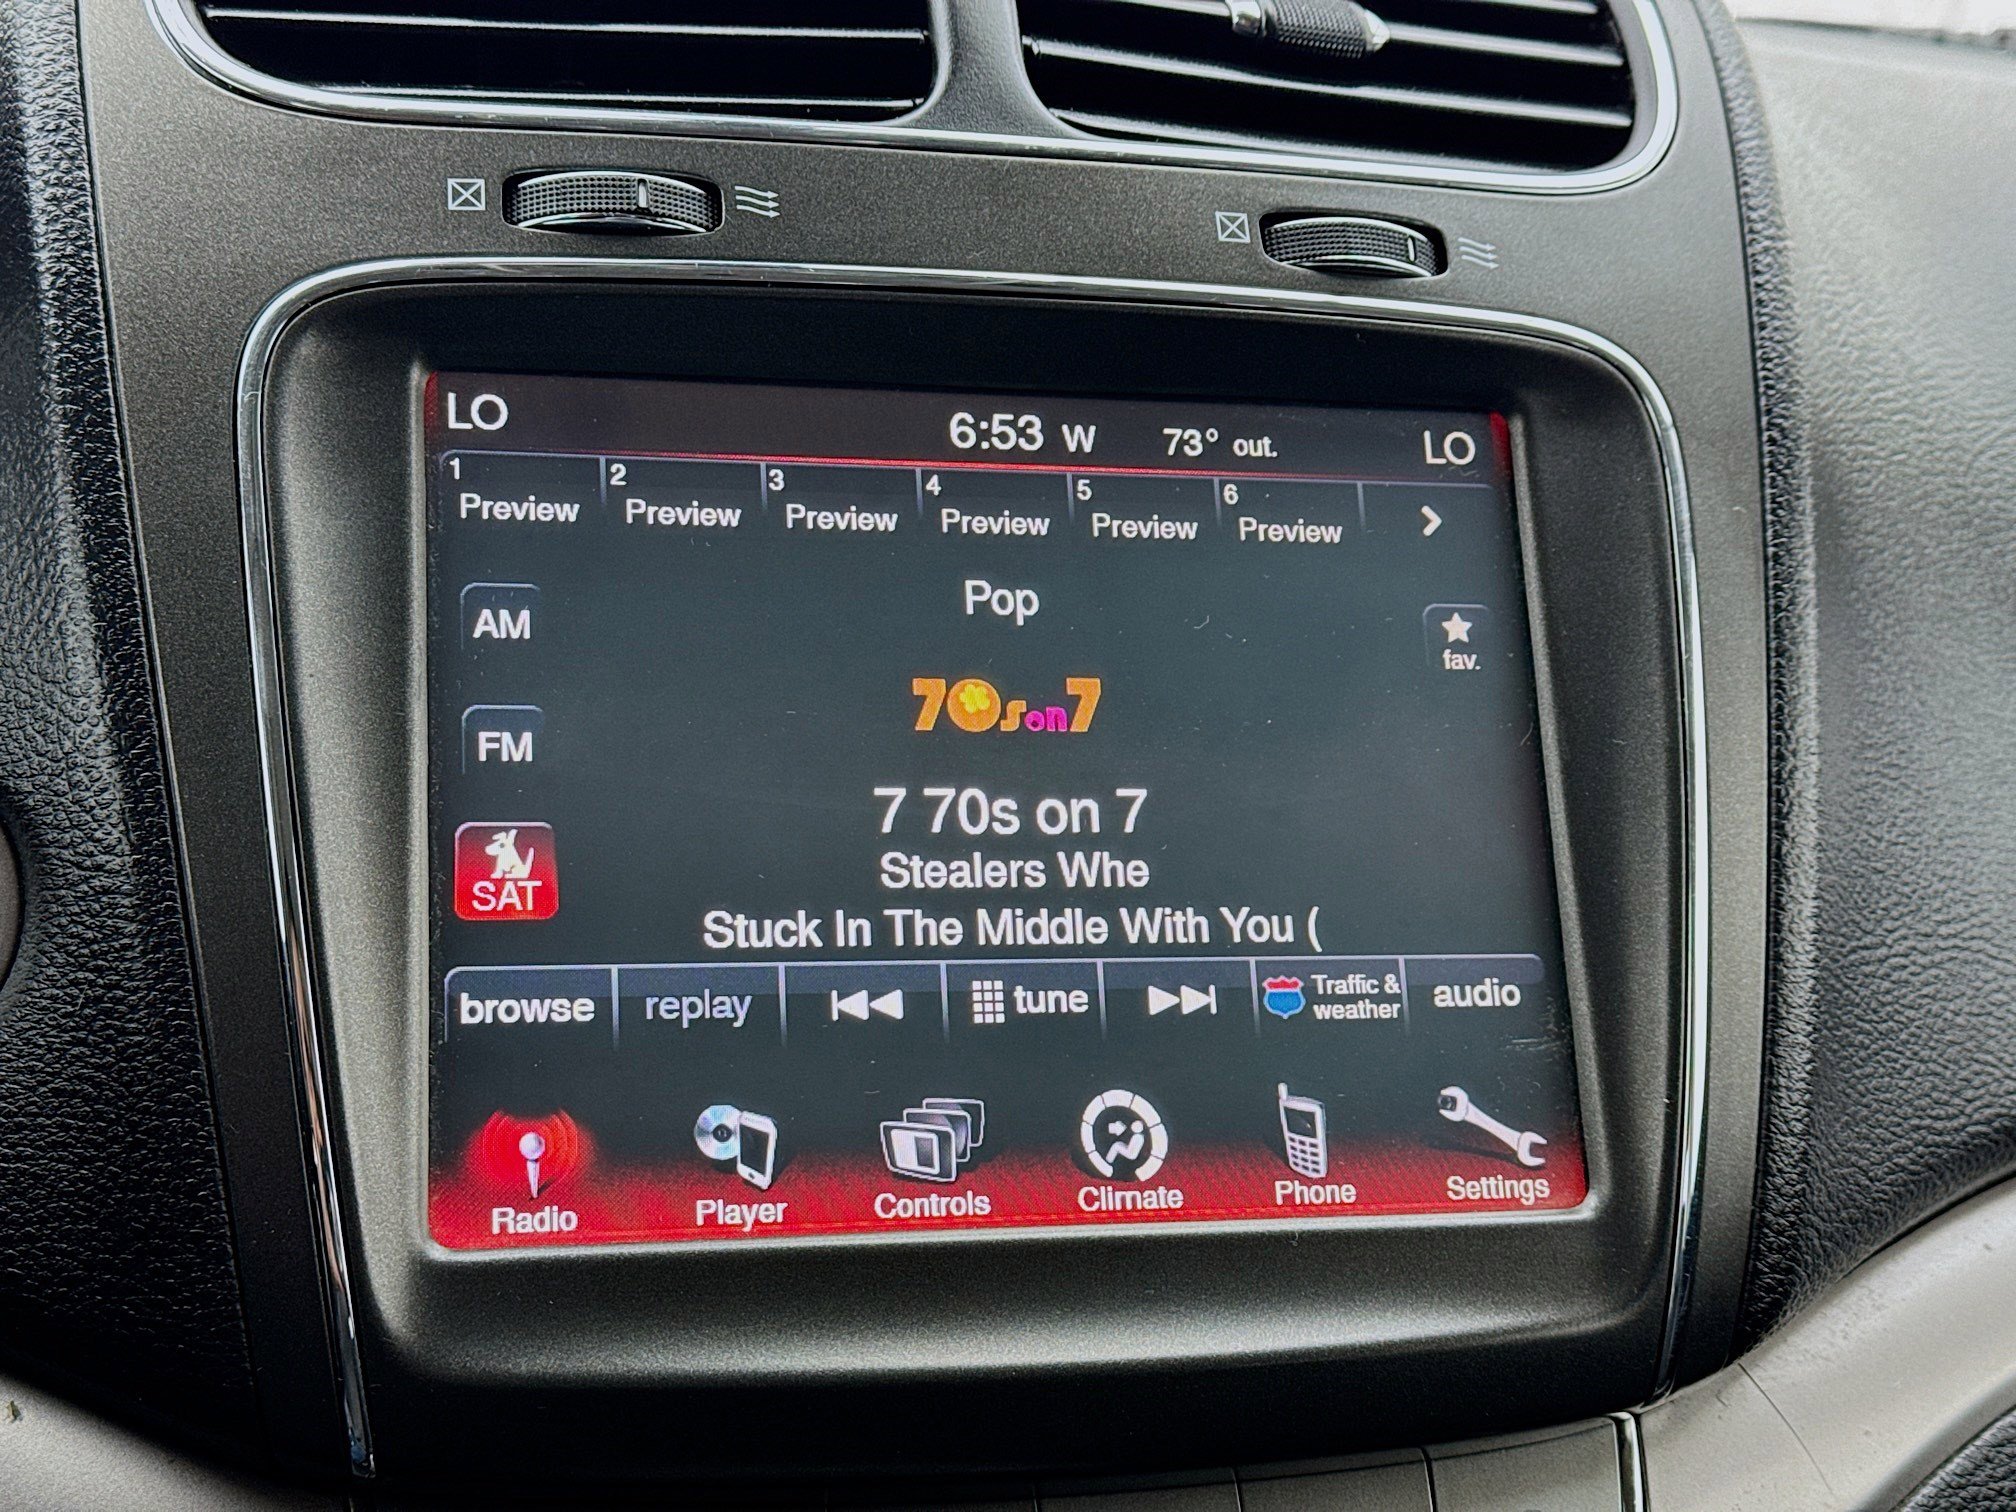 LO 6:53 W 73° out. LO
1 Preview 2 Preview 3 Preview 4 Preview 5 Preview 6 Preview
Pop
AM
fav.
70s on 7
FM
7 70s on 7
Stealers Whe
SAT
Stuck In The Middle With You (
browse replay tune Traffic & weather audio
Radio Player Controls Climate Phone Settings